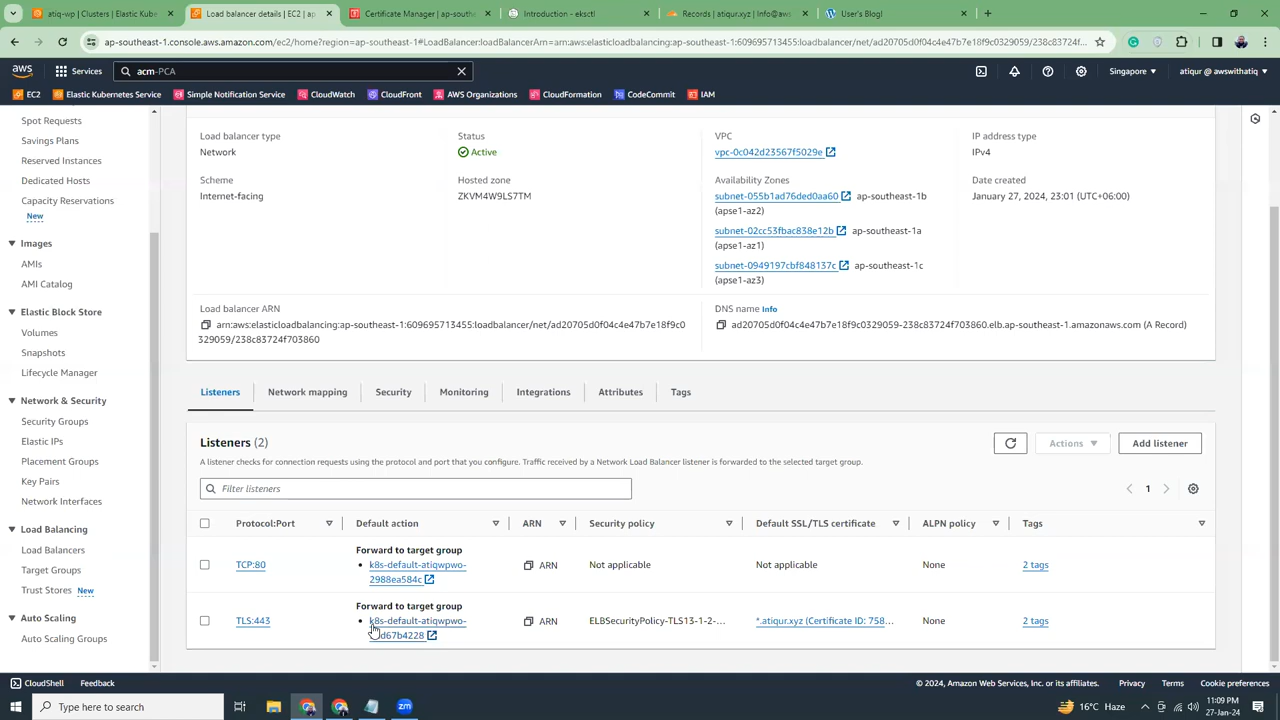 atiq-wp | Clusters | Elastic Kube
Load balancer details | EC2 | ap
Certificate Manager | ap-south
Introduction - eksctl
Records | atiqur.xyz | Info@aws
User's Blog!
ap-southeast-1.console.aws.amazon.com/ec2/home?region=ap-southeast-1#LoadBalancer:loadBalancerArn=arn:aws:elasticloadbalancing:ap-southeast-1:609695713455:loadbalancer/net/ad20705d0f04c4e47b7e18f9c0329059/238c83724f...
aws
Services
acm-PCA
Singapore
atiqur @ awswithatiq
EC2
Elastic Kubernetes Service
Simple Notification Service
CloudWatch
CloudFront
AWS Organizations
CloudFormation
CodeCommit
IAM
Spot Requests
Savings Plans
Reserved Instances
Dedicated Hosts
Capacity Reservations
New
Images
AMIs
AMI Catalog
Elastic Block Store
Volumes
Snapshots
Lifecycle Manager
Network & Security
Security Groups
Elastic IPs
Placement Groups
Key Pairs
Network Interfaces
Load Balancing
Load Balancers
Target Groups
Trust Stores New
Auto Scaling
Auto Scaling Groups
Load balancer type
Network
Status
Active
VPC
vpc-0c042d23567f5029e
IP address type
IPv4
Scheme
Internet-facing
Hosted zone
ZKVM4W9LS7TM
Availability Zones
subnet-055b1ad76ded0aa60 ap-southeast-1b
(apse1-az2)
subnet-02cc53fbac838e12b ap-southeast-1a
(apse1-az1)
subnet-0949197cbf848137c ap-southeast-1c
(apse1-az3)
Date created
January 27, 2024, 23:01 (UTC+06:00)
Load balancer ARN
arn:aws:elasticloadbalancing:ap-southeast-1:609695713455:loadbalancer/net/ad20705d0f04c4e47b7e18f9c0
329059/238c83724f703860
DNS name Info
ad20705d0f04c4e47b7e18f9c0329059-238c83724f703860.elb.ap-southeast-1.amazonaws.com (A Record)
Listeners
Network mapping
Security
Monitoring
Integrations
Attributes
Tags
Listeners (2)
Actions
Add listener
A listener checks for connection requests using the protocol and port that you configure. Traffic received by a Network Load Balancer listener is forwarded to the selected target group.
Filter listeners
1
Protocol:Port
Default action
ARN
Security policy
Default SSL/TLS certificate
ALPN policy
Tags
TCP:80
Forward to target group
k8s-default-atiqwpwo-
2988ea584c
ARN
Not applicable
Not applicable
None
2 tags
TLS:443
Forward to target group
k8s-default-atiqwpwo-
d67b4228
ARN
ELBSecurityPolicy-TLS13-1-2-...
*.atiqur.xyz (Certificate ID: 758...
None
2 tags
CloudShell
Feedback
© 2024, Amazon Web Services, Inc. or its affiliates.
Privacy
Terms
Cookie preferences
Type here to search
16°C Haze
11:09 PM
27-Jan-24